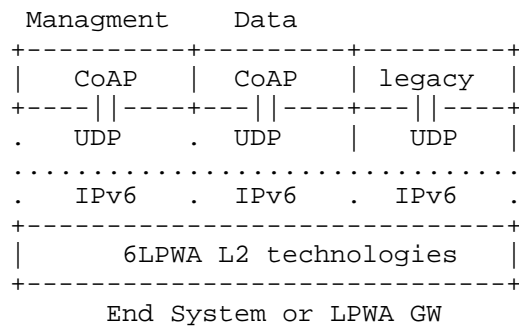 Managment    Data
+----------+---------+---------+
|   CoAP   |  CoAP   | legacy  |
+----||----+---||----+---||----+
.   UDP    .  UDP    |   UDP   |
................................
.   IPv6   .  IPv6   .  IPv6   .
+------------------------------+
|      6LPWA L2 technologies   |
+------------------------------+
End System or LPWA GW